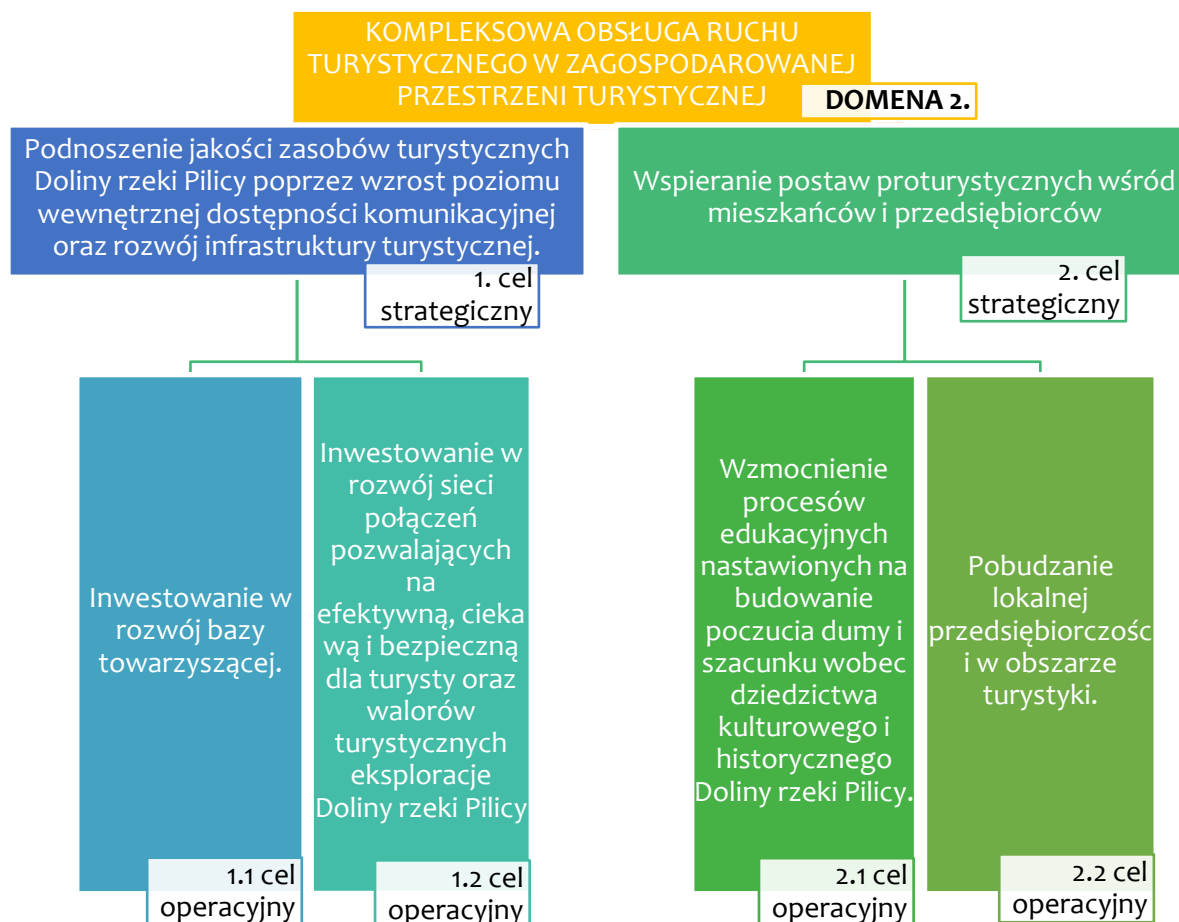 KOMPLEKSOWA OBSŁUGA RUCHU
TURYSTYCZNEGO W ZAGOSPODAROWANEJ
PRZESTRZENI TURYSTYCZNEJ
DOMENA 2.
Podnoszenie jakości zasobów turystycznych
Doliny rzeki Pilicy poprzez wzrost poziomu
wewnętrznej dostępności komunikacyjnej
oraz rozwój infrastruktury turystycznej.
1. cel
strategiczny
Wspieranie postaw proturystycznych wśród
mieszkańców i przedsiębiorców
2. cel
strategiczny
Inwestowanie w
rozwój bazy
towarzyszącej.
1.1 cel
operacyjny
Inwestowanie w
rozwój sieci
połączeń
pozwalających
na
efektywną, cieka
wą i bezpieczną
dla turysty oraz
walorów
turystycznych
eksploracje
Doliny rzeki Pilicy
1.2 cel
operacyjny
Wzmocnienie
procesów
edukacyjnych
nastawionych na
budowanie
poczucia dumy i
szacunku wobec
dziedzictwa
kulturowego i
historycznego
Doliny rzeki Pilicy.
2.1 cel
operacyjny
Pobudzanie
lokalnej
przedsiębiorczośc
i w obszarze
turystyki.
2.2 cel
operacyjny